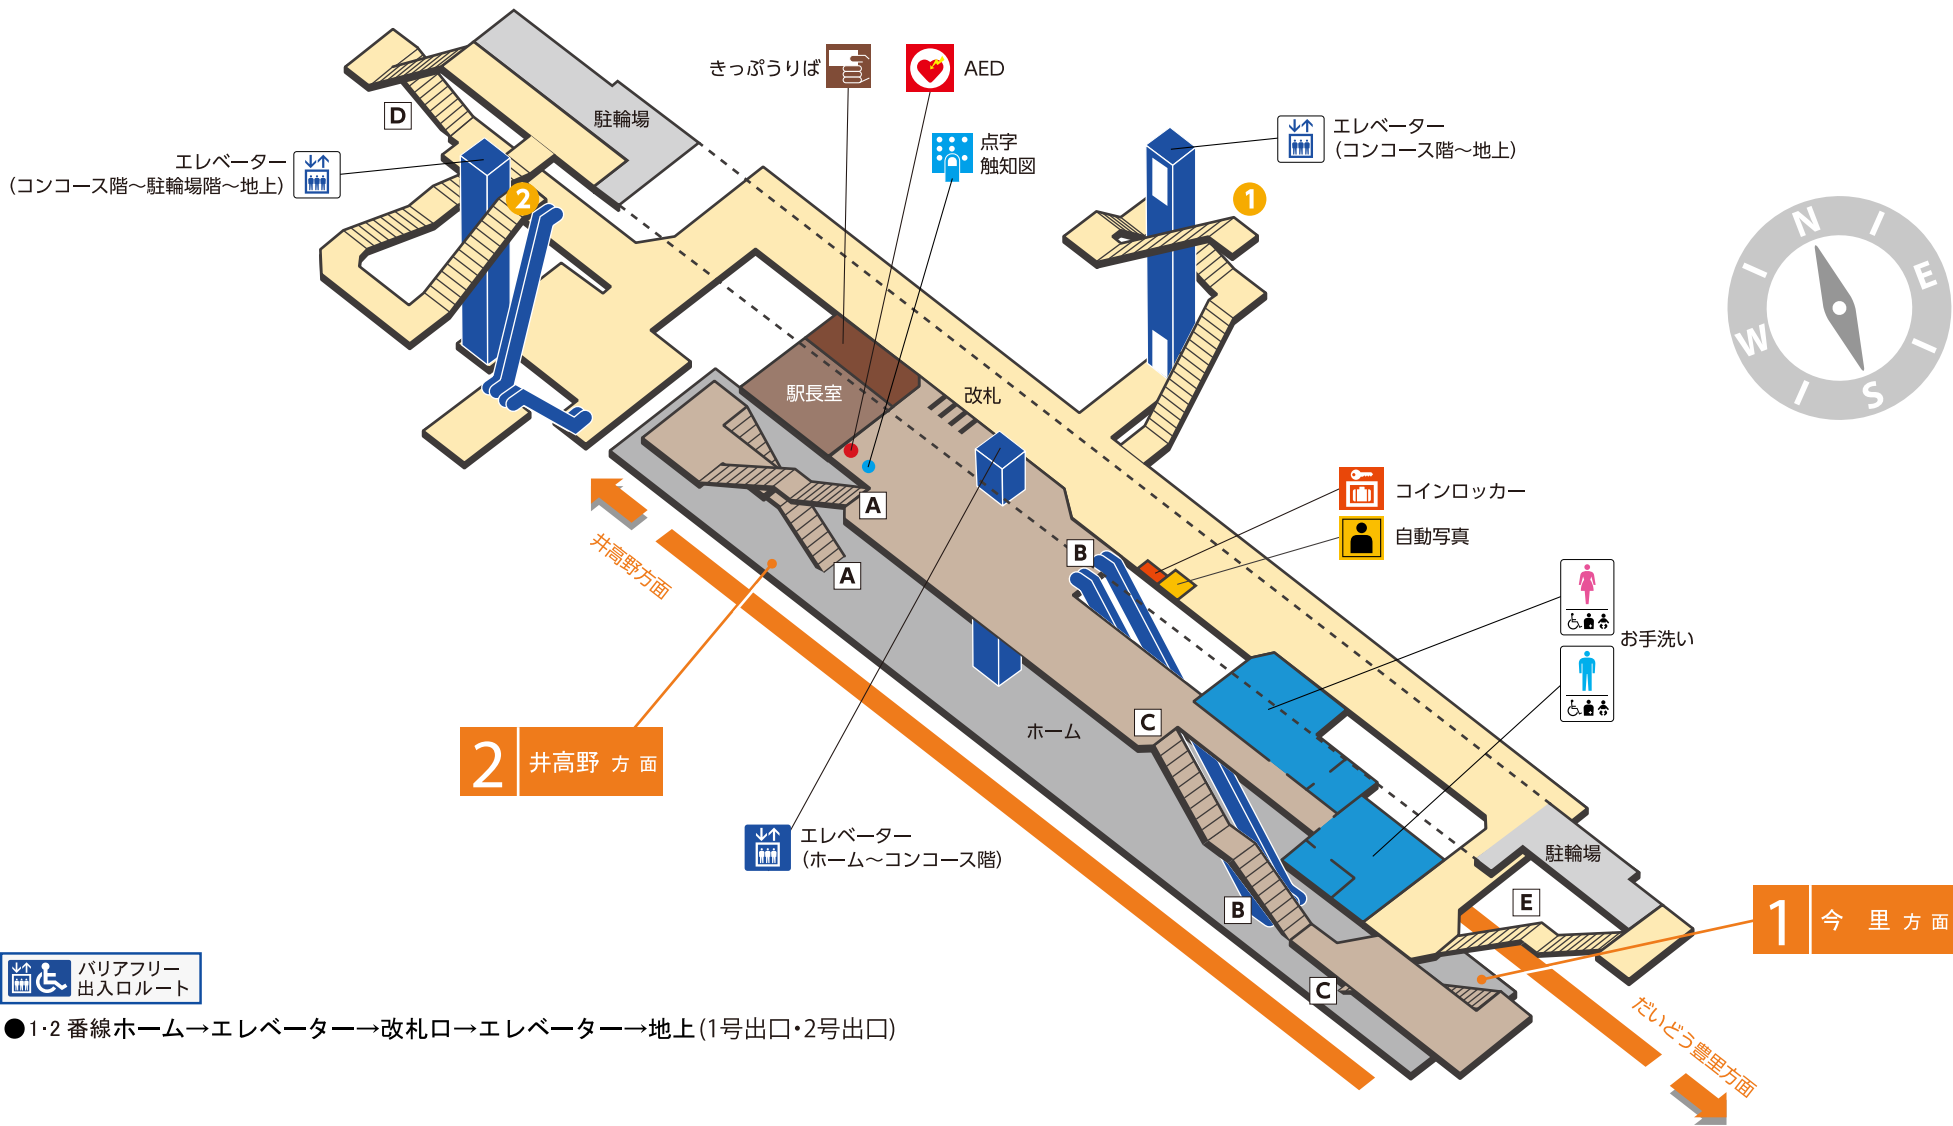 きっぷうりば
AED
駐輪場
D
点字
触知図
エレベーター
(コンコース階～地上)
エレベーター
(コンコース階～駐輪場階～地上)
2
1
N
E
W
S
駅長室
改札
A
A
コインロッカー
自動写真
B
井高野方面
お手洗い
C
ホーム
2 井高野 方面
エレベーター
(ホーム～コンコース階)
駐輪場
B
E
1 今里方面
C
だいどう豊里方面
バリアフリー
出入口ルート
●1･2 番線ホーム→エレベーター→改札口→エレベーター→地上(1号出口・2号出口)